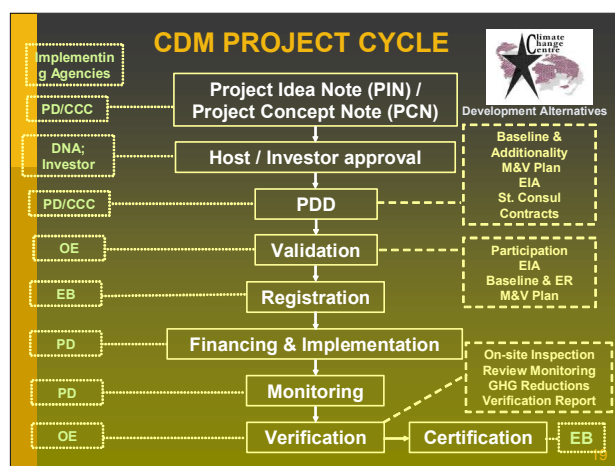 CDM PROJECT CYCLE
Climate
Change
Centre
Development Alternatives
Implementin
g Agencies
PD/CCC
Project Idea Note (PIN) /
Project Concept Note (PCN)
DNA;
Investor
Host / Investor approval
Baseline &
Additionality
M&V Plan
EIA
St. Consul
Contracts
PD/CCC
PDD
OE
Validation
Participation
EIA
Baseline & ER
M&V Plan
EB
Registration
PD
Financing & Implementation
On-site Inspection
Review Monitoring
GHG Reductions
Verification Report
PD
Monitoring
OE
Verification
Certification
EB
19